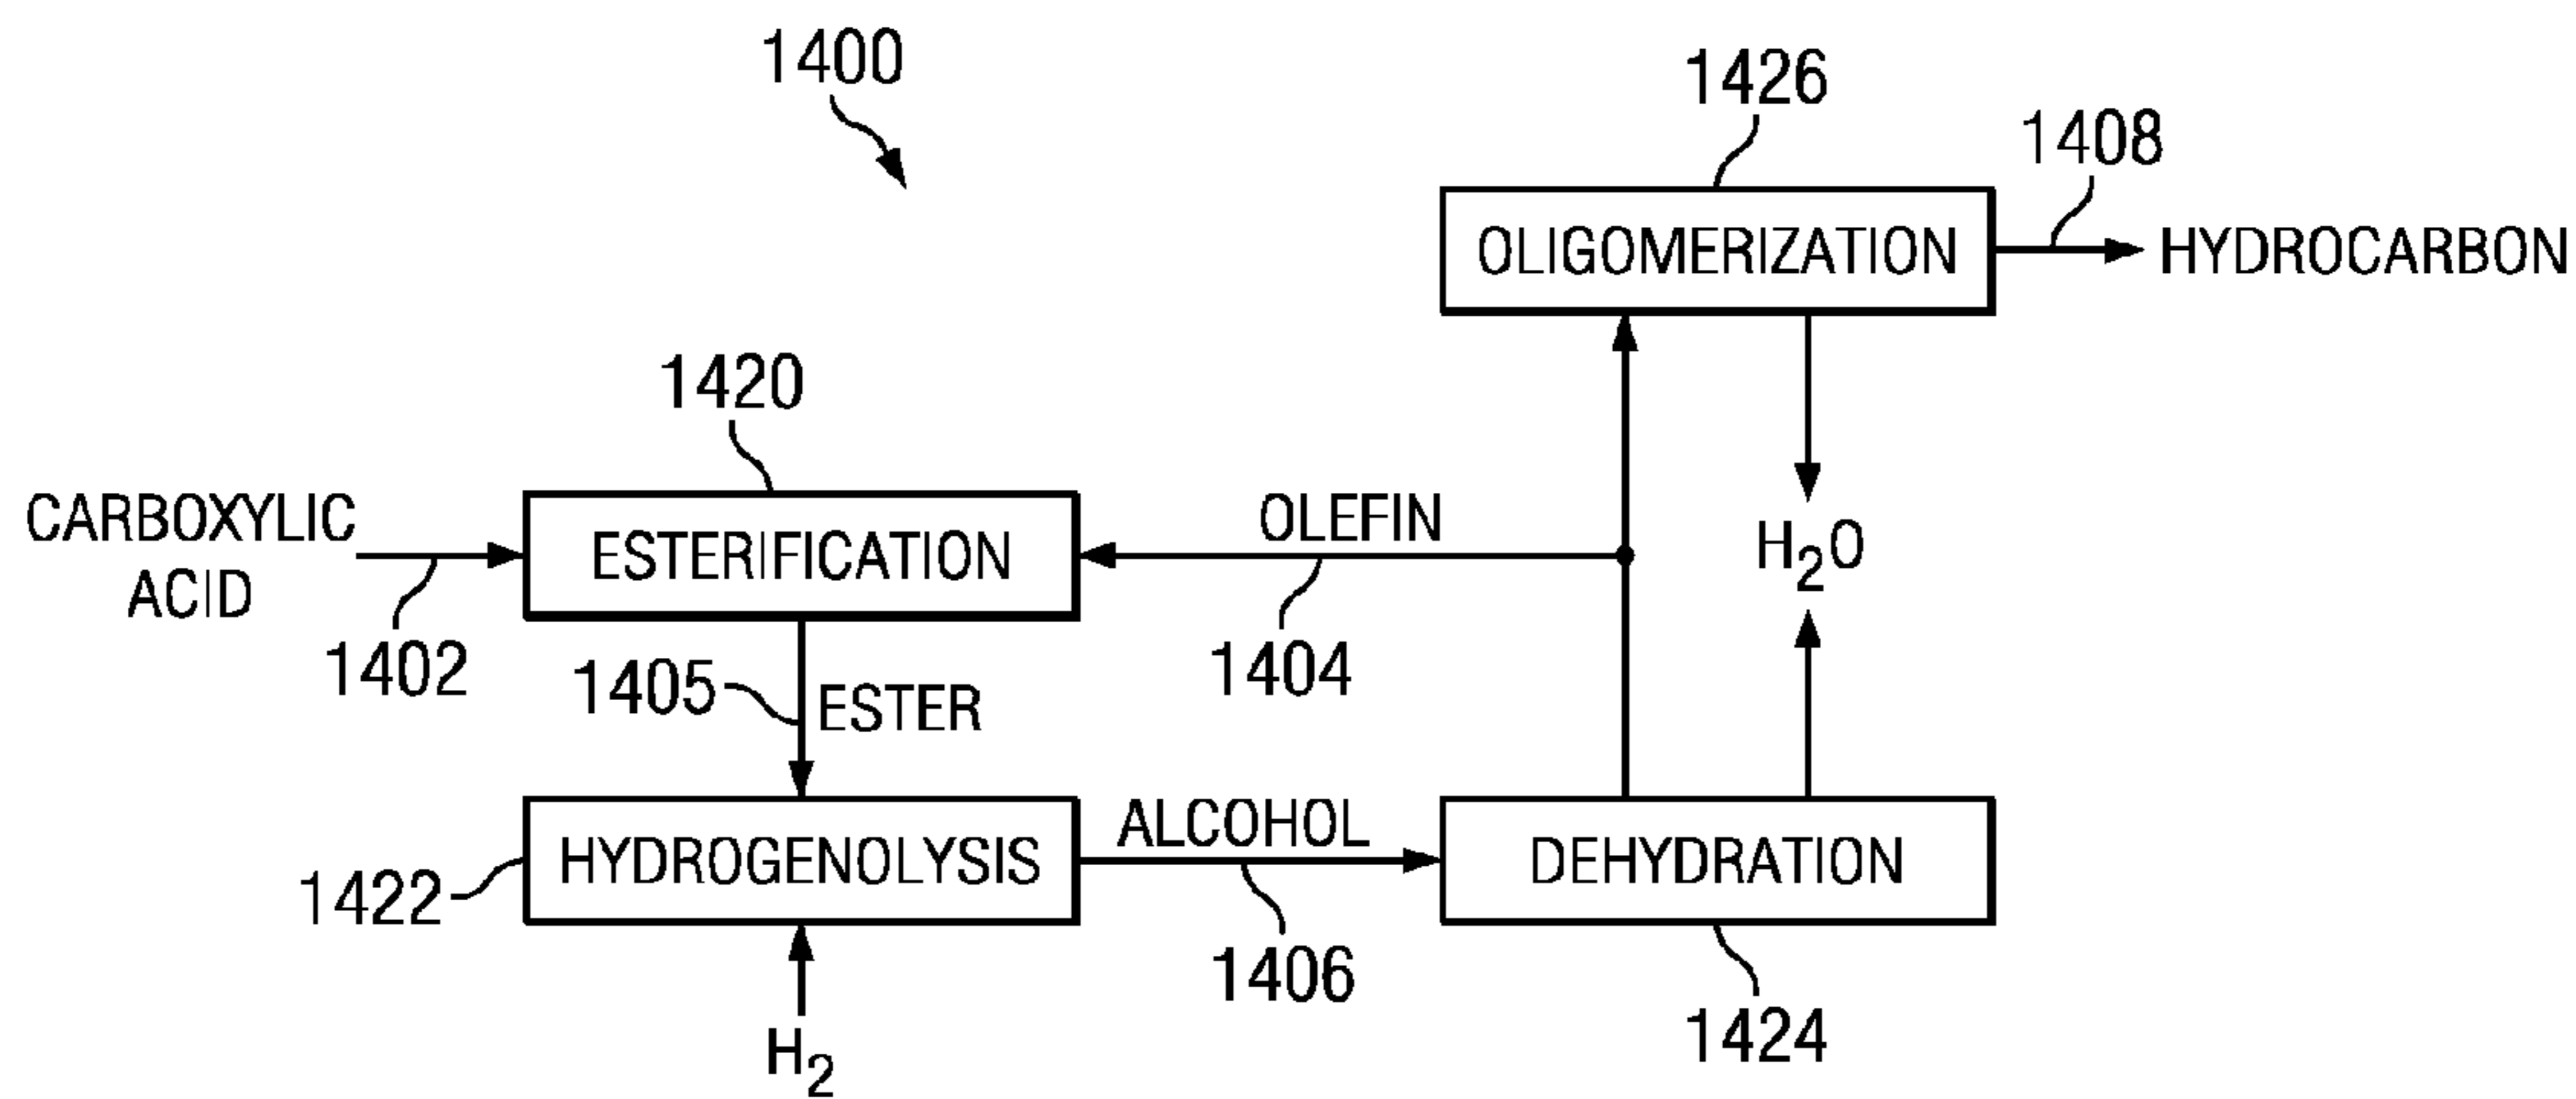 1400
1426
1408
OLIGOMERIZATION
HYDROCARBON
1420
CARBOXYLIC
ACID
1402
ESTERIFICATION
OLEFIN
1404
H₂O
1405
ESTER
1422
HYDROGENOLYSIS
ALCOHOL
1406
DEHYDRATION
1424
H₂